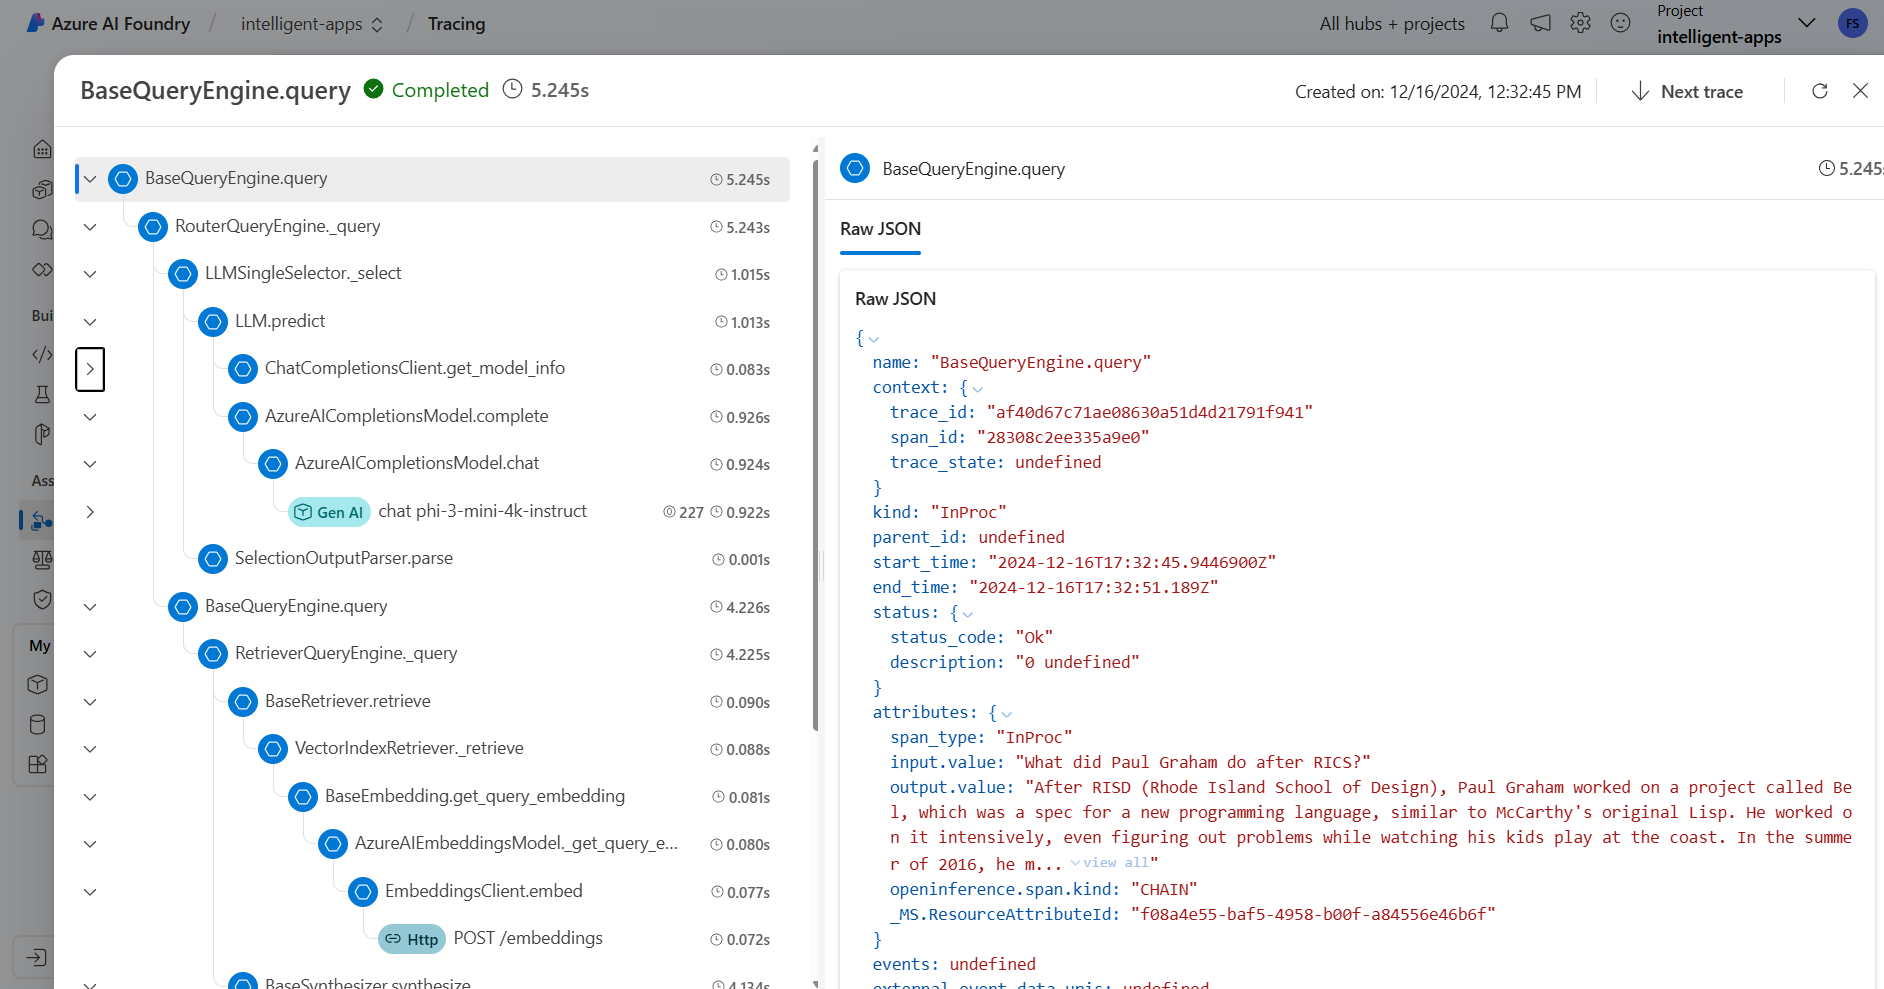 Azure AI Foundry / intelligent-apps / Tracing
All hubs + projects
Project
intelligent-apps
FS
BaseQueryEngine.query Completed 5.245s
Created on: 12/16/2024, 12:32:45 PM
Next trace
Bui
Ass
My
BaseQueryEngine.query 5.245s
RouterQueryEngine._query 5.243s
LLMSingleSelector._select 1.015s
LLM.predict 1.013s
ChatCompletionsClient.get_model_info 0.083s
AzureAICompletionsModel.complete 0.926s
AzureAICompletionsModel.chat 0.924s
Gen AI chat phi-3-mini-4k-instruct 227 0.922s
SelectionOutputParser.parse 0.001s
BaseQueryEngine.query 4.226s
RetrieverQueryEngine._query 4.225s
BaseRetriever.retrieve 0.090s
VectorIndexRetriever._retrieve 0.088s
BaseEmbedding.get_query_embedding 0.081s
AzureAIEmbeddingsModel._get_query_e... 0.080s
EmbeddingsClient.embed 0.077s
Http POST /embeddings 0.072s
BaseSynthesizer.synthesize 4.134s
BaseQueryEngine.query 5.245s
Raw JSON
Raw JSON
{
name: "BaseQueryEngine.query"
context: {
trace_id: "af40d67c71ae08630a51d4d21791f941"
span_id: "28308c2ee335a9e0"
trace_state: undefined
}
kind: "InProc"
parent_id: undefined
start_time: "2024-12-16T17:32:45.9446900Z"
end_time: "2024-12-16T17:32:51.189Z"
status: {
status_code: "Ok"
description: "0 undefined"
}
attributes: {
span_type: "InProc"
input.value: "What did Paul Graham do after RICS?"
output.value: "After RISD (Rhode Island School of Design), Paul Graham worked on a project called Be
l, which was a spec for a new programming language, similar to McCarthy's original Lisp. He worked o
n it intensively, even figuring out problems while watching his kids play at the coast. In the summe
r of 2016, he m... view all"
openinference.span.kind: "CHAIN"
_MS.ResourceAttributeId: "f08a4e55-baf5-4958-b00f-a84556e46b6f"
}
events: undefined
external_event_data_uris: undefined